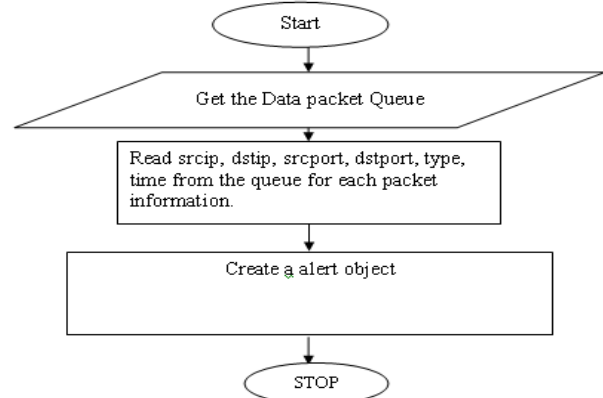 Start
Get the Data packet Queue
Read srcip, dstip, srcport, dstport, type,
time from the queue for each packet
information.
Create a alert object
STOP